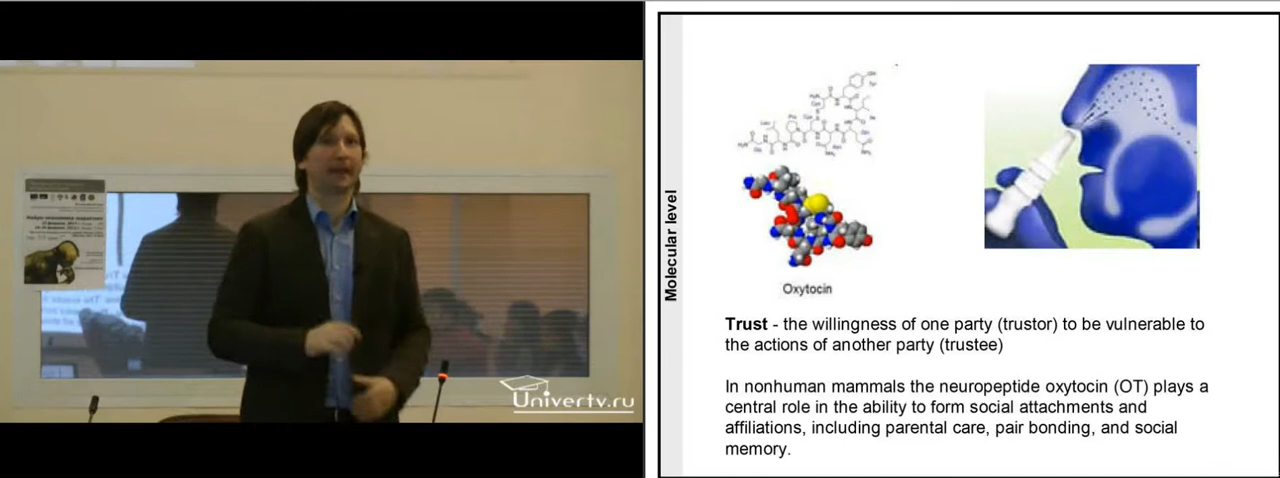 Univertv.ru
Molecular level
Oxytocin
Trust - the willingness of one party (trustor) to be vulnerable to
the actions of another party (trustee)
In nonhuman mammals the neuropeptide oxytocin (OT) plays a
central role in the ability to form social attachments and
affiliations, including parental care, pair bonding, and social
memory.